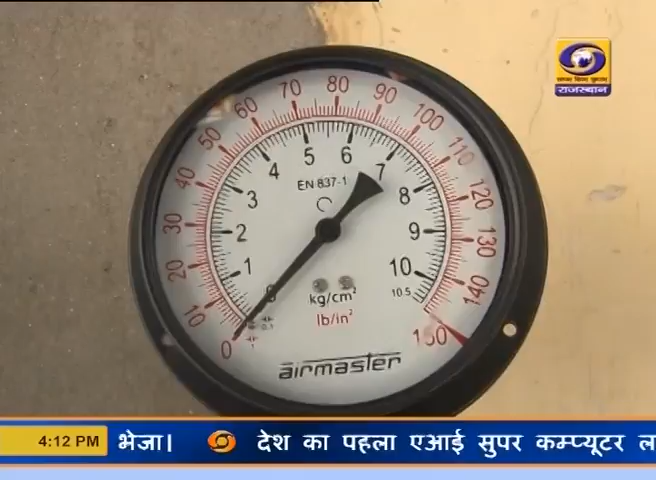 राजस्थान
60 70 80 90 100
50 110
40 120
30 130
20 140
10 150
0
5 6
4 7
3 8
2 9
1 10
0 10.5
EN 837-1
kg/cm²
lb/in²
airmaster
4:12 PM भेजा। देश का पहला एआई सुपर कम्प्यूटर ल